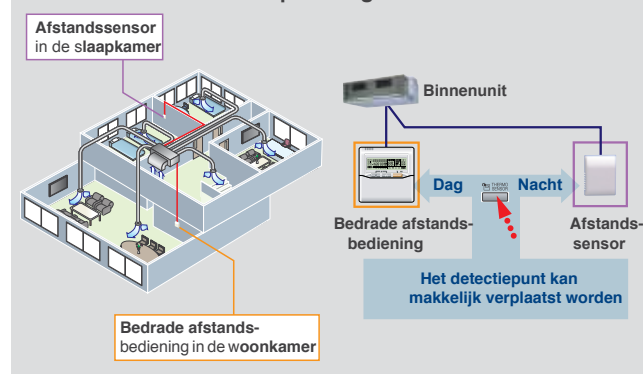 Afstandssensor
in de slaapkamer
Binnenunit
Dag
THERMO
SENSOR
Nacht
Bedrade afstands-
bediening
Afstands-
sensor
Het detectiepunt kan
makkelijk verplaatst worden
Bedrade afstands-
bediening in de woonkamer